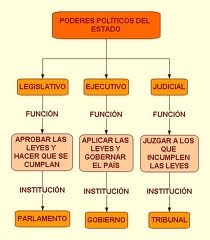 PODERES POLÍTICOS DEL
ESTADO
LEGISLATIVO EJECUTIVO JUDICIAL
FUNCIÓN FUNCIÓN FUNCIÓN
APROBAR LAS
LEYES Y
HACER QUE SE
CUMPLAN
APLICAR LAS
LEYES Y
GOBERNAR
EL PAÍS
JUZGAR A LOS
QUE
INCUMPLEN
LAS LEYES
INSTITUCIÓN INSTITUCIÓN INSTITUCIÓN
PARLAMENTO GOBIERNO TRIBUNAL